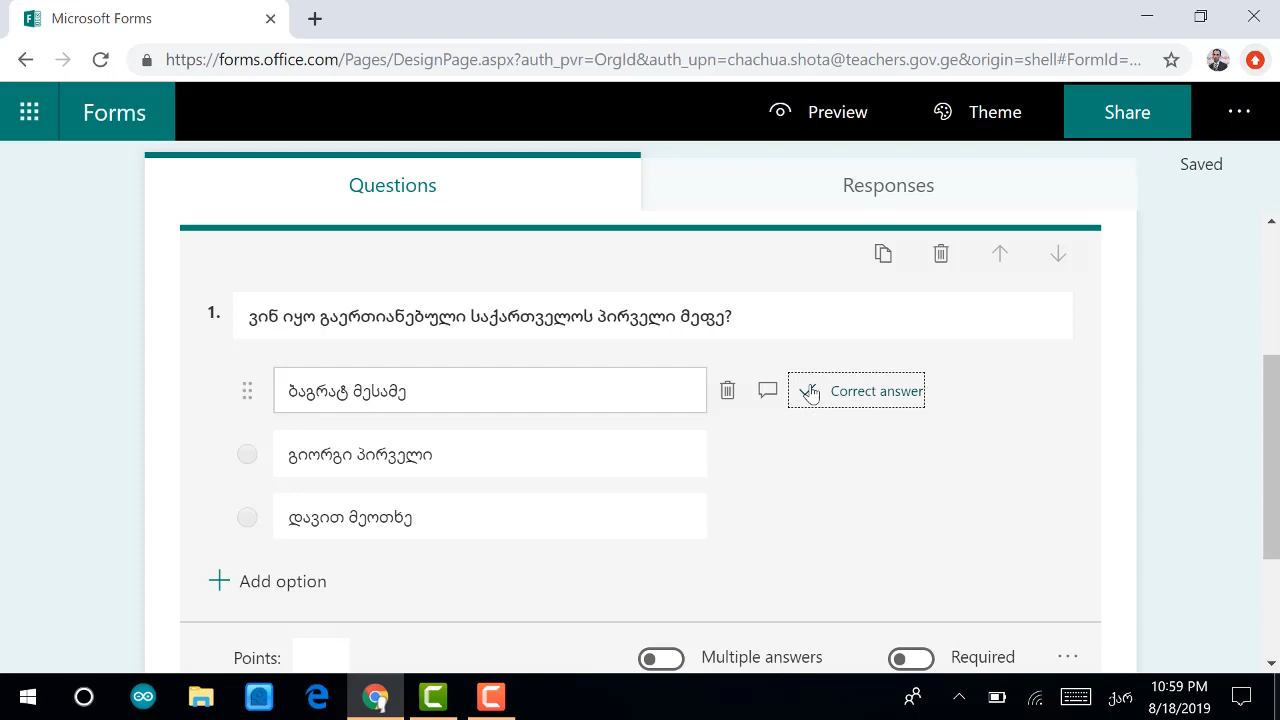 Microsoft Forms
https://forms.office.com/Pages/DesignPage.aspx?auth_pvr=OrgId&auth_upn=chachua.shota@teachers.gov.ge&origin=shell#FormId=...
Forms
Preview
Theme
Share
Questions
Responses
Saved
1. ვინ იყო გაერთიანებული საქართველოს პირველი მეფე?
ბაგრატ მესამე
Correct answer
გიორგი პირველი
დავით მეოთხე
Add option
Points:
Multiple answers
Required
ქარ
10:59 PM
8/18/2019